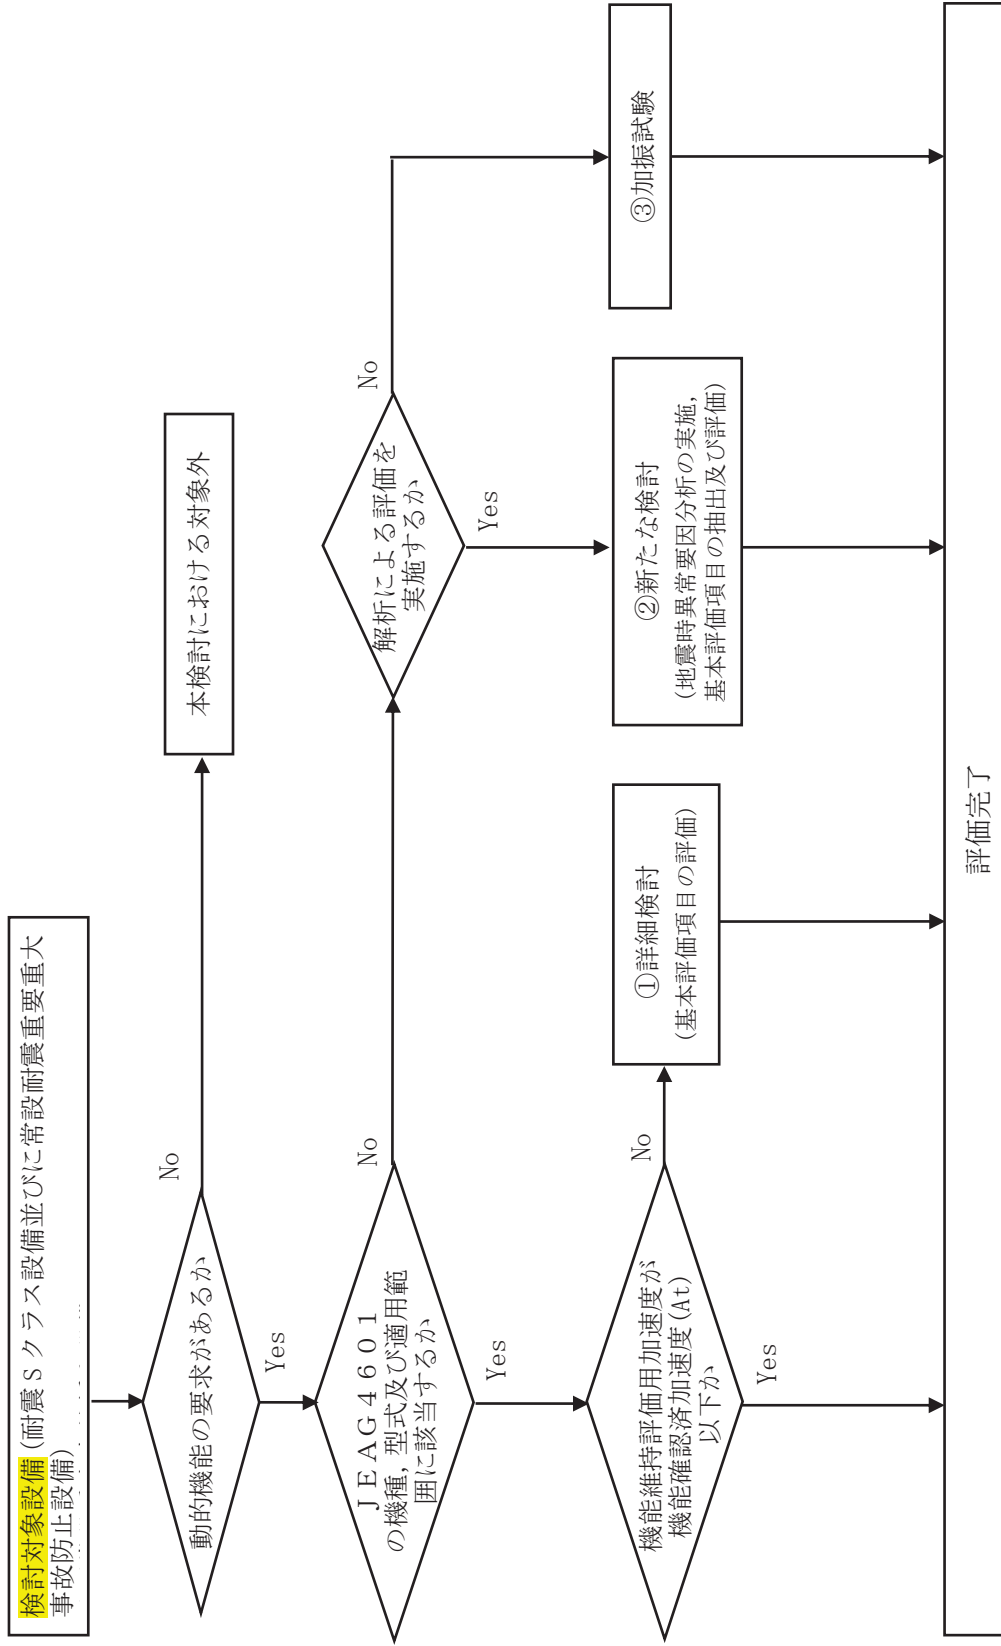 検討対象設備(耐震Sクラス設備並びに常設耐震重要重大
事故防止設備)
動的機能の要求があるか
No
本検討における対象外
Yes
JEAG4601
の機種，型式及び適用範
囲に該当するか
No
解析による評価を
実施するか
No
Yes
Yes
機能維持評価用加速度が
機能確認済加速度(At)
以下か
No
①詳細検討
(基本評価項目の評価)
②新たな検討
(地震時異常要因分析の実施，
基本評価項目の抽出及び評価)
③加振試験
Yes
評価完了